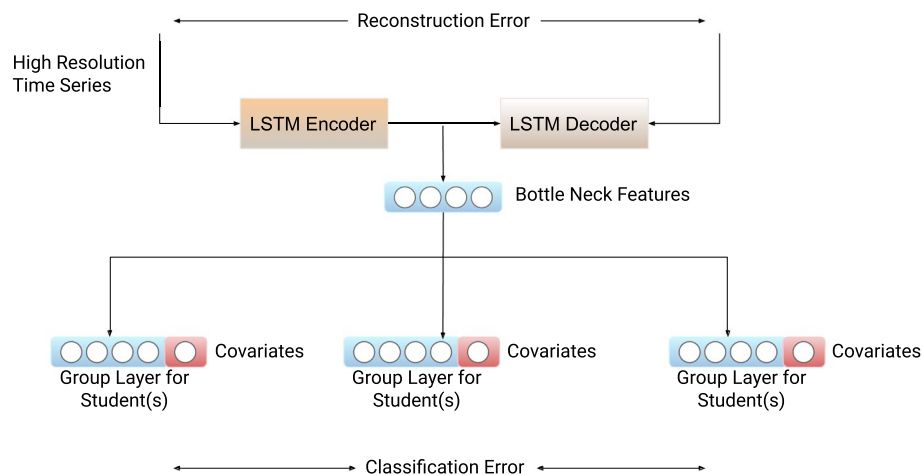 Reconstruction Error
High Resolution
Time Series
LSTM Encoder
LSTM Decoder
Bottle Neck Features
Covariates
Group Layer for
Student(s)
Covariates
Group Layer for
Student(s)
Covariates
Group Layer for
Student(s)
Classification Error